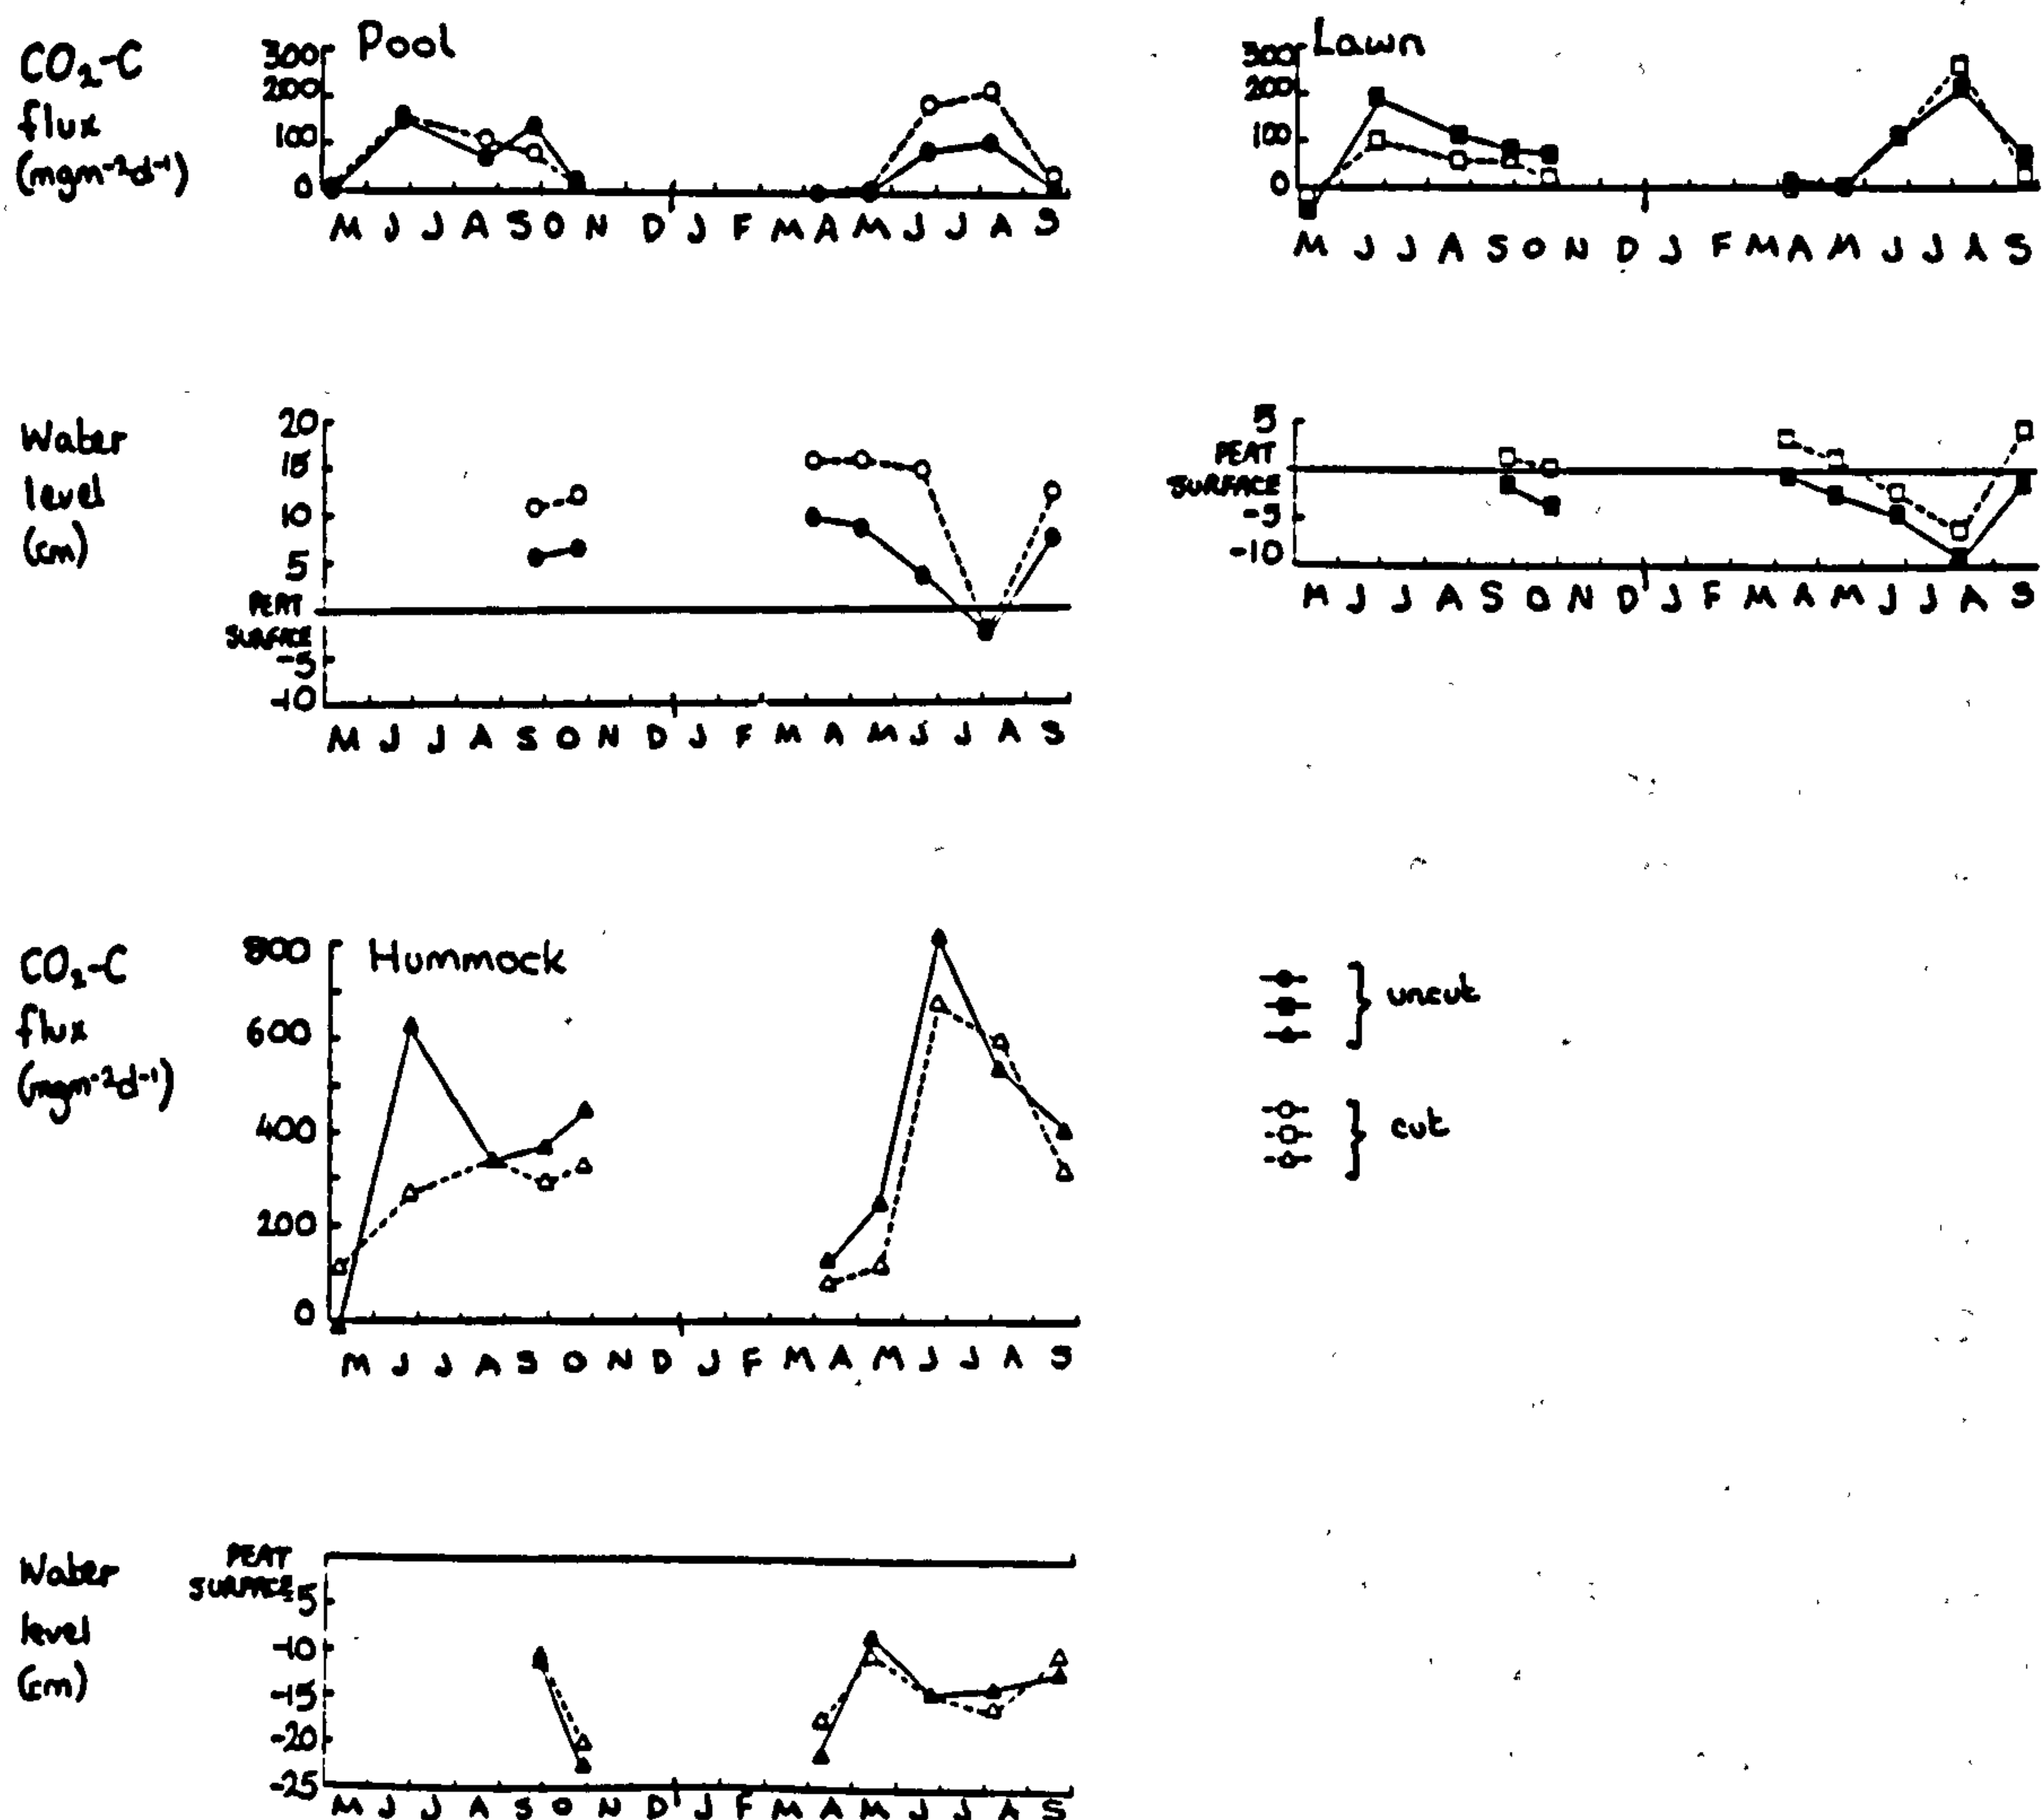 CO₂-C
flux
(mgm⁻²d⁻¹)
Pool
300
200
100
0
M J J A S O N D J F M A M J J A S
Lawn
300
200
100
0
M J J A S O N D J F M A M J J A S
Water
level
(cm)
20
15
10
5
PEAT
SURFACE
-5
-10
M J J A S O N D J F M A M J J A S
5
PEAT
SURFACE
-5
-10
M J J A S O N D J F M A M J J A S
CO₂-C
flux
(mgm⁻²d⁻¹)
Hummock
800
600
400
200
0
M J J A S O N D J F M A M J J A S
uncut
cut
Water
level
(cm)
PEAT
SURFACE
-5
-10
-15
-20
-25
M J J A S O N D J F M A M J J A S